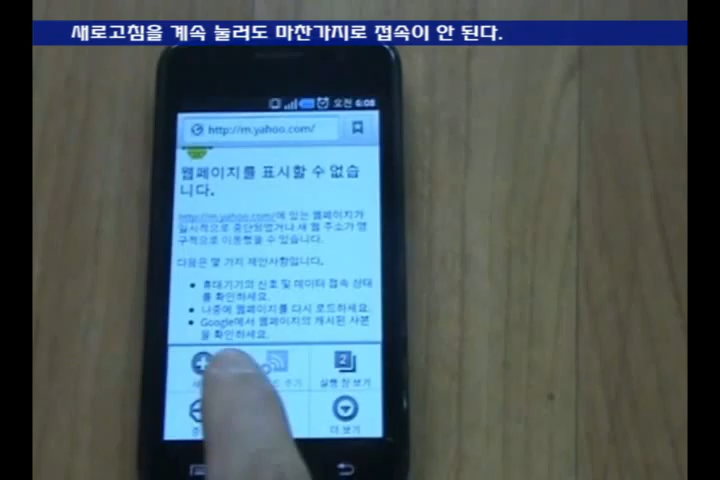 새로고침을 계속 눌러도 마찬가지로 접속이 안 된다.
오전 6:08
http://m.yahoo.com/
웹페이지를 표시할 수 없습
니다.
http://m.yahoo.com/에 있는 웹페이지가
일시적으로 중단되었거나 새 웹 주소가 영
구적으로 이동했을 수 있습니다.
다음은 몇 가지 제안사항입니다.
휴대기기의 신호 및 데이터 접속 상태
를 확인하세요.
나중에 웹페이지를 다시 로드하세요.
Google에서 웹페이지의 캐시된 사본
을 확인하세요.
새
추가
2
실행 창 보기
더 보기